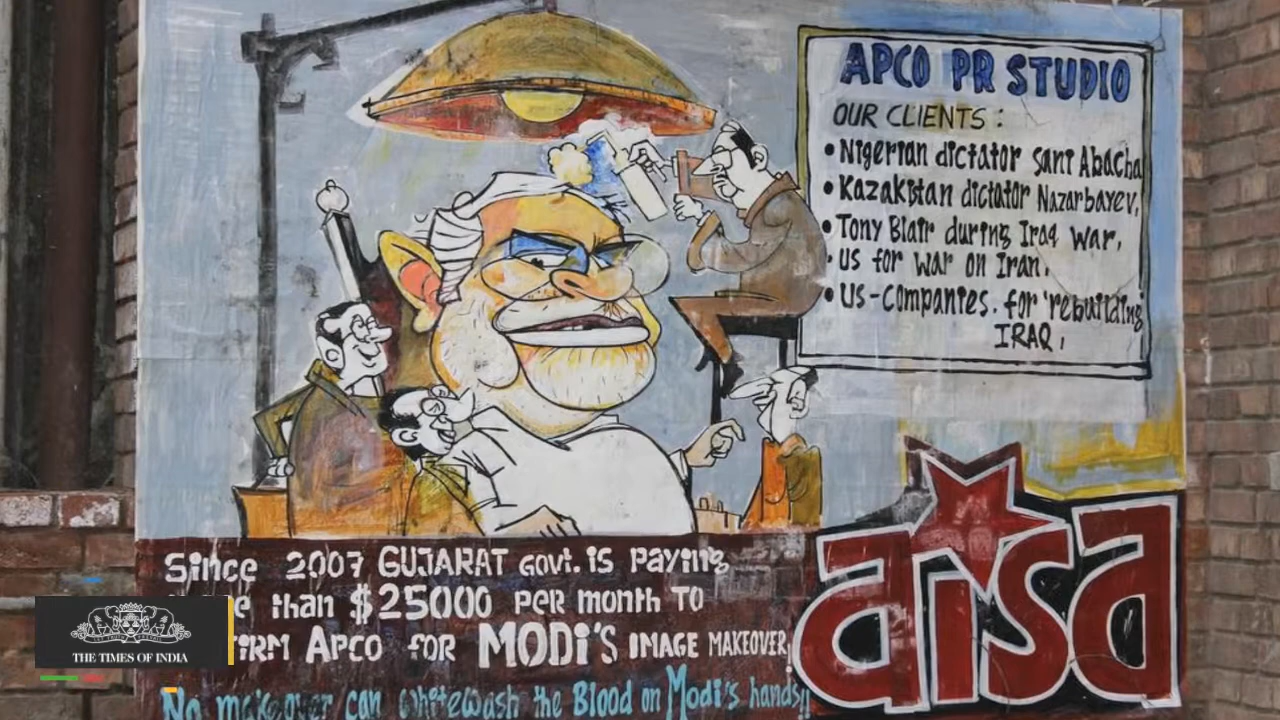 APCO PR STUDIO
OUR CLIENTS :
• Nigerian dictator Sani Abacha
• Kazakistan dictator Nazarbayev,
• Tony Blair during Iraq war,
• US for war on Iran,
• US-Companies. for 'rebuilding
IRAQ,
aisa
Since 2007 GUJARAT govt. is paying
than $25000 per month TO
APCO for MODI'S IMAGE MAKEOVER,
No makeover can whitewash the Blood on Modi's hands!!
THE TIMES OF INDIA